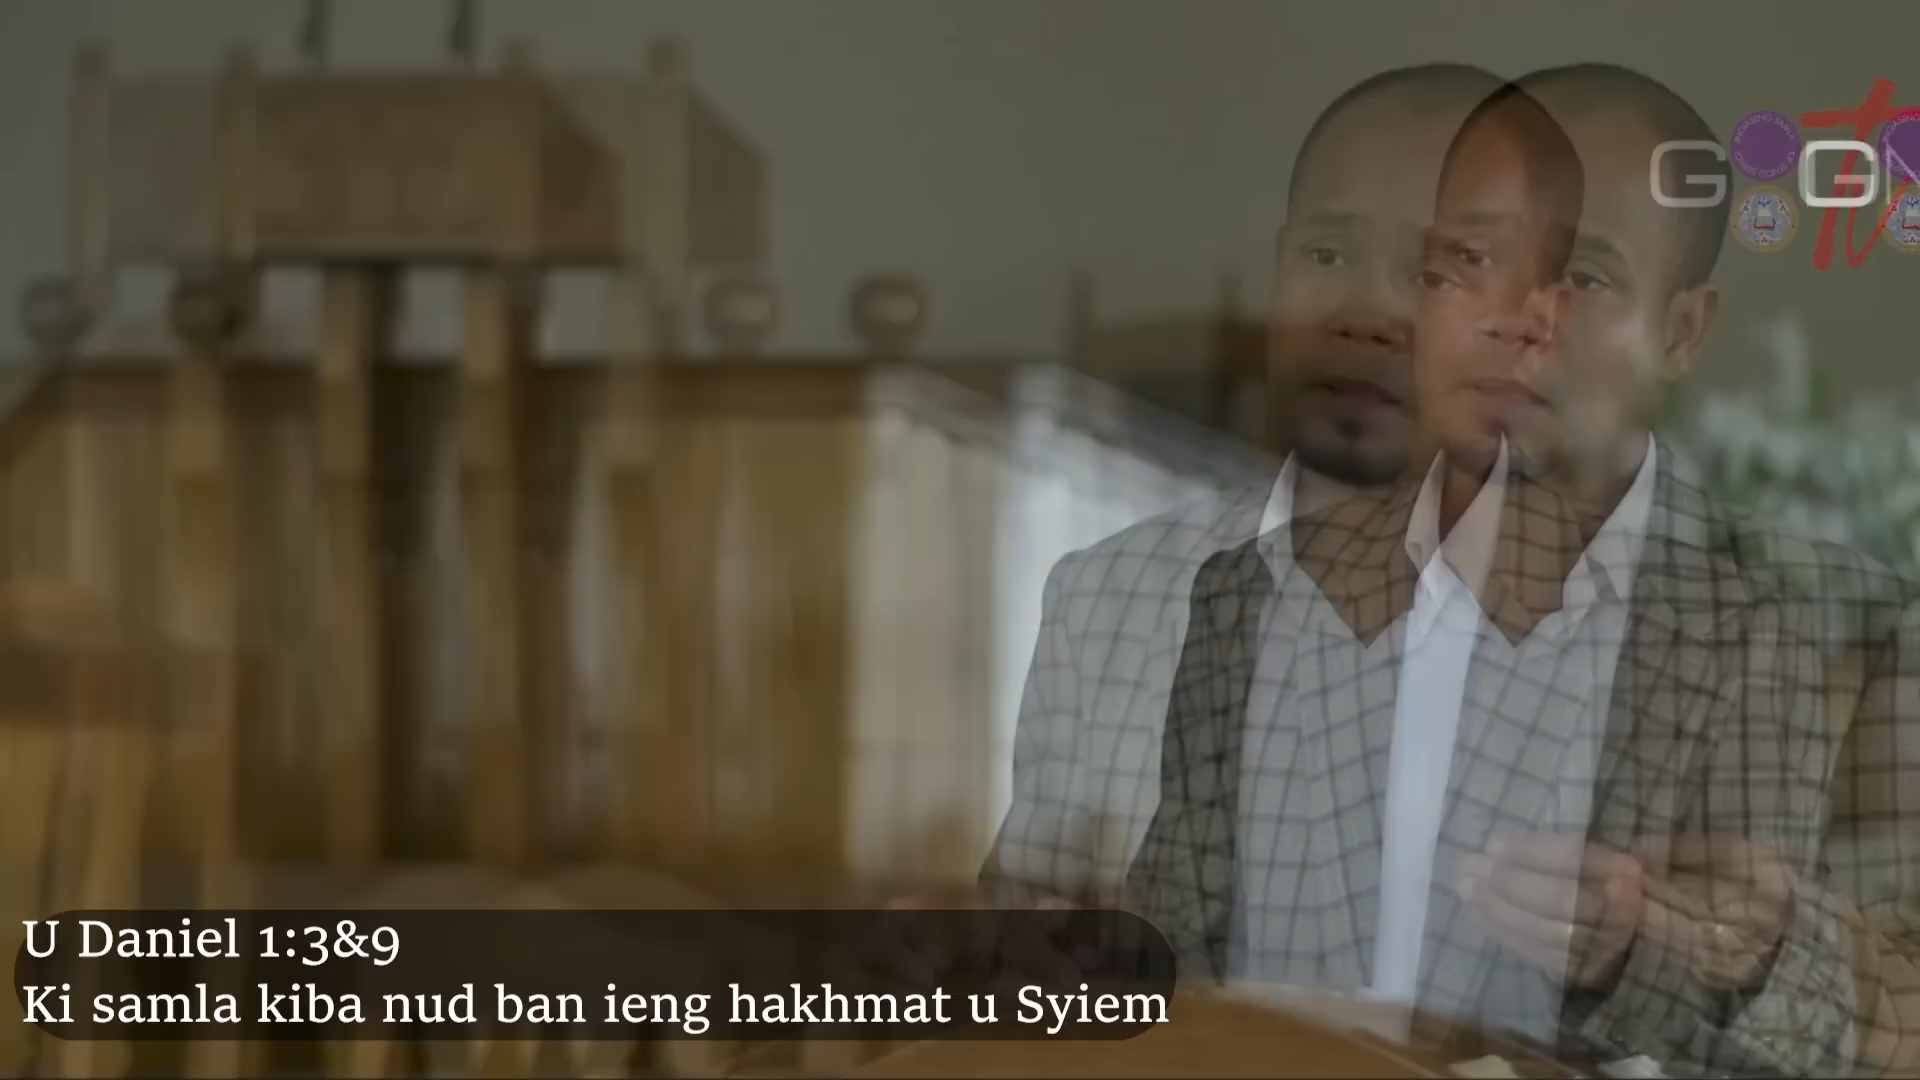 U Daniel 1:3&9
Ki samla kiba nud ban ieng hakhmat u Syiem